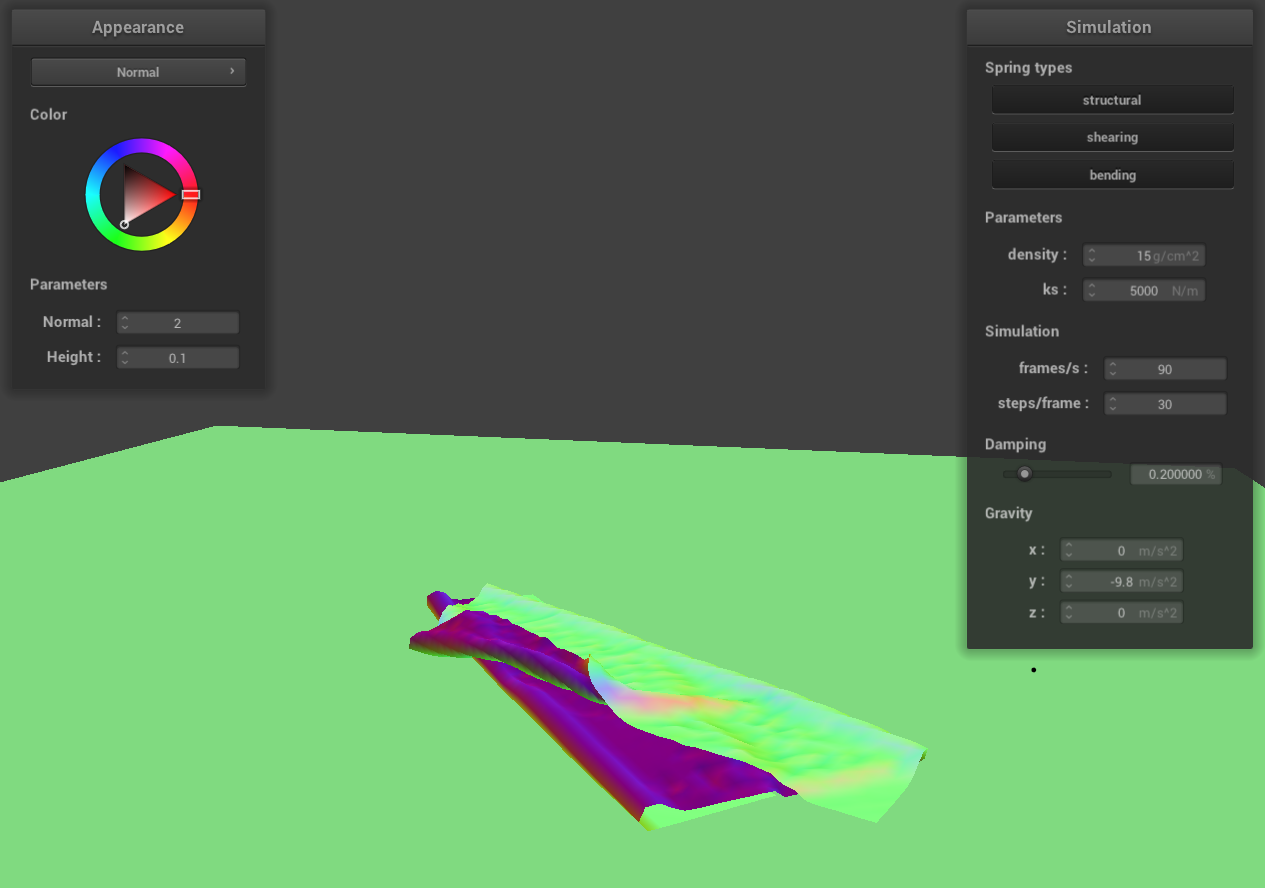 Appearance
Normal ›
Color
Parameters
Normal : 2
Height : 0.1
Simulation
Spring types
structural
shearing
bending
Parameters
density : 15 g/cm^2
ks : 5000 N/m
Simulation
frames/s : 90
steps/frame : 30
Damping
0.200000 %
Gravity
x : 0 m/s^2
y : -9.8 m/s^2
z : 0 m/s^2